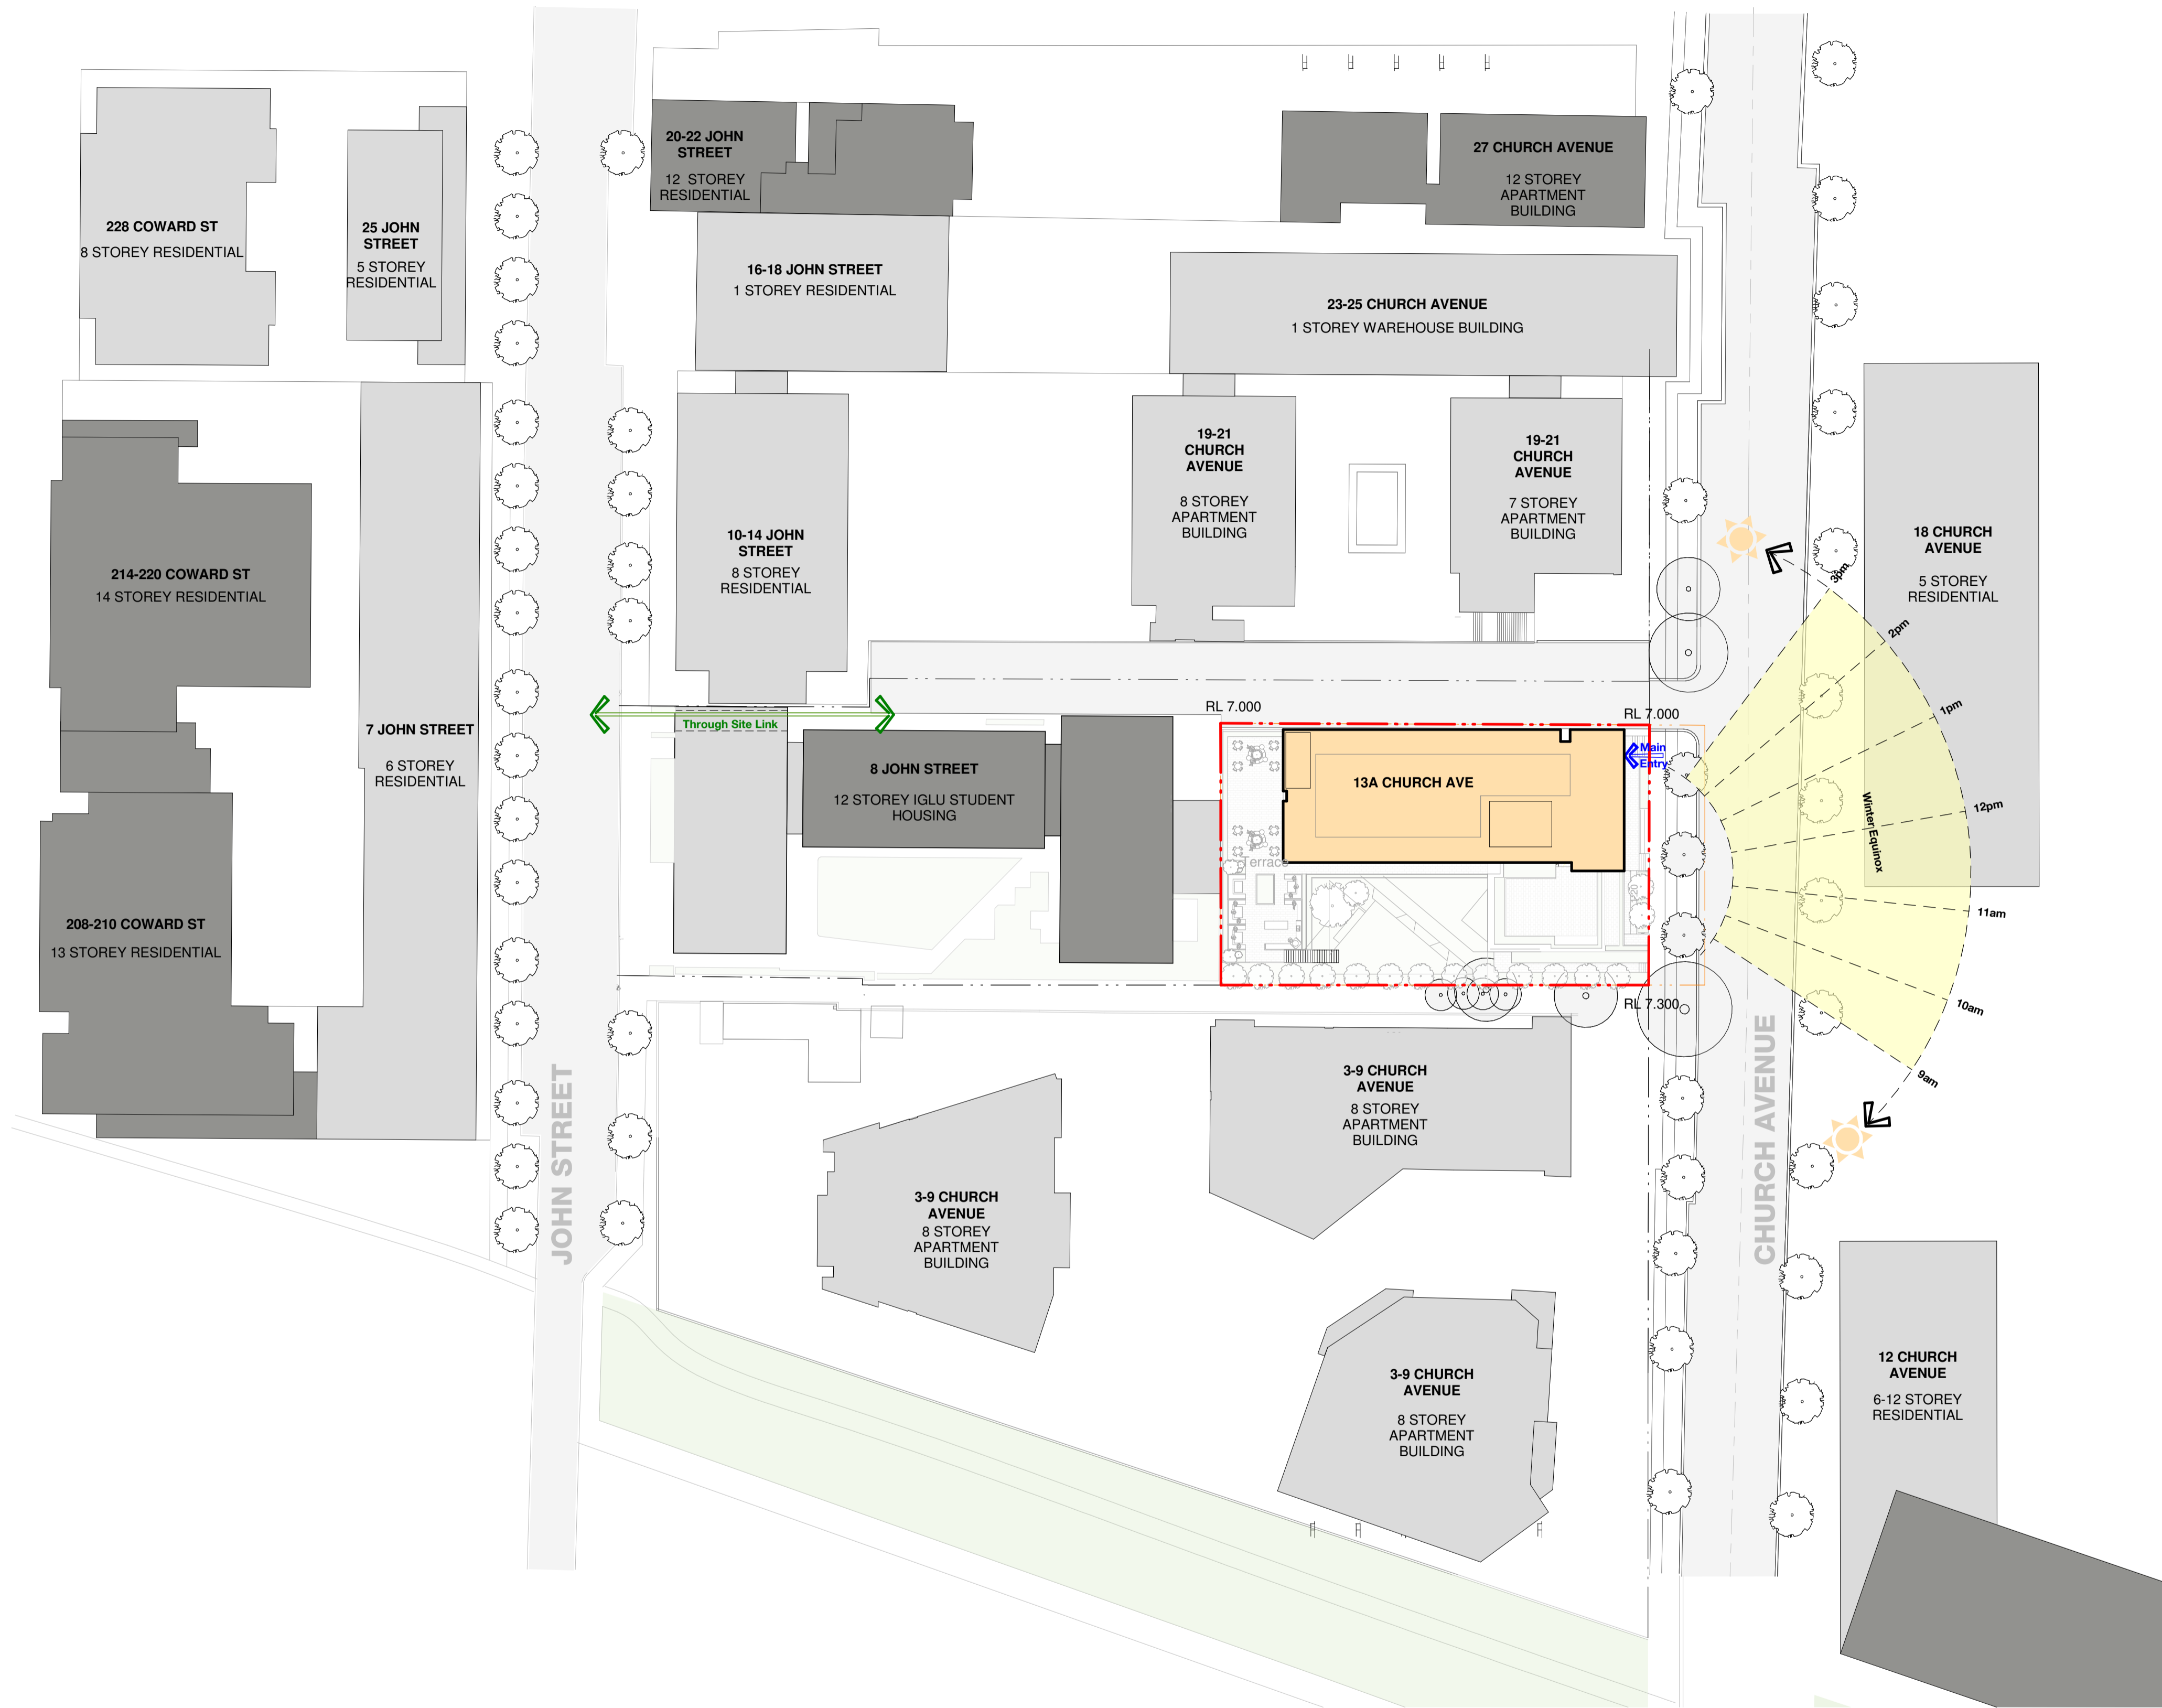 20-22 JOHN
STREET
12 STOREY
RESIDENTIAL
27 CHURCH AVENUE
12 STOREY
APARTMENT
BUILDING
228 COWARD ST
8 STOREY RESIDENTIAL
25 JOHN
STREET
5 STOREY
RESIDENTIAL
16-18 JOHN STREET
1 STOREY RESIDENTIAL
23-25 CHURCH AVENUE
1 STOREY WAREHOUSE BUILDING
19-21
CHURCH
AVENUE
8 STOREY
APARTMENT
BUILDING
19-21
CHURCH
AVENUE
7 STOREY
APARTMENT
BUILDING
10-14 JOHN
STREET
8 STOREY
RESIDENTIAL
18 CHURCH
AVENUE
5 STOREY
RESIDENTIAL
214-220 COWARD ST
14 STOREY RESIDENTIAL
3pm
2pm
1pm
12pm
11am
10am
9am
Winter Equinox
7 JOHN STREET
6 STOREY
RESIDENTIAL
Through Site Link
RL 7.000
RL 7.000
Main
Entry
8 JOHN STREET
12 STOREY IGLU STUDENT
HOUSING
13A CHURCH AVE
Terrace
208-210 COWARD ST
13 STOREY RESIDENTIAL
RL 7.300
JOHN STREET
CHURCH AVENUE
3-9 CHURCH
AVENUE
8 STOREY
APARTMENT
BUILDING
3-9 CHURCH
AVENUE
8 STOREY
APARTMENT
BUILDING
3-9 CHURCH
AVENUE
8 STOREY
APARTMENT
BUILDING
12 CHURCH
AVENUE
6-12 STOREY
RESIDENTIAL